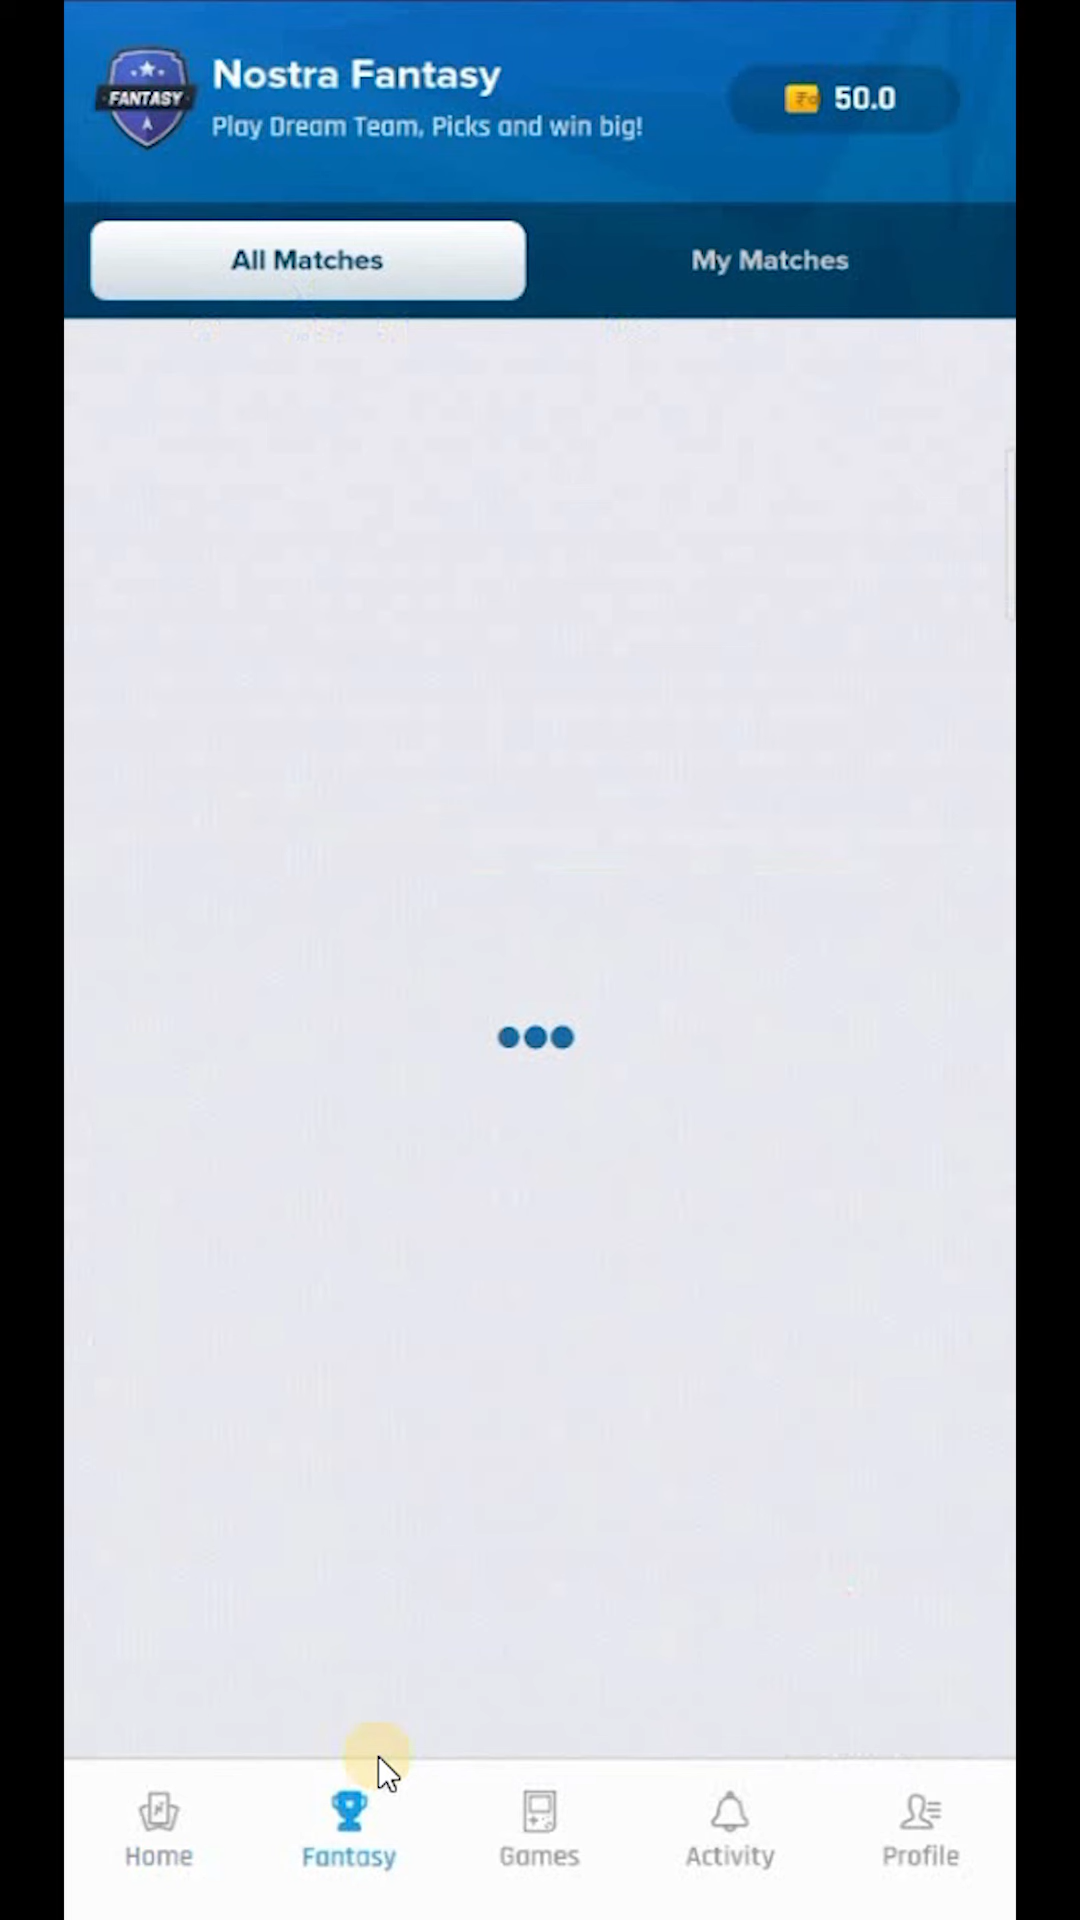 FANTASY
Nostra Fantasy
Play Dream Team, Picks and win big!
50.0
All Matches
My Matches
Home
Fantasy
Games
Activity
Profile